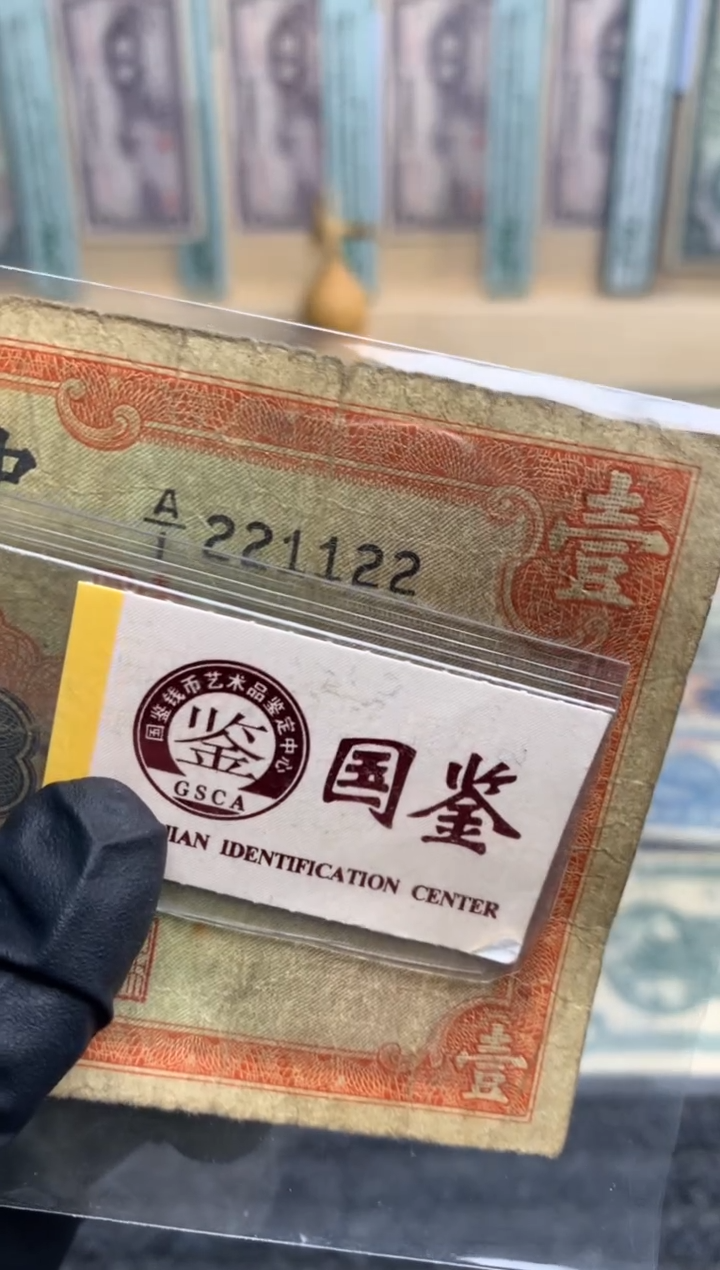 中
A/1 221122
壹
国鉴钱币艺术品鉴定中心
鉴
GSCA
国鉴
IAN IDENTIFICATION CENTER
壹